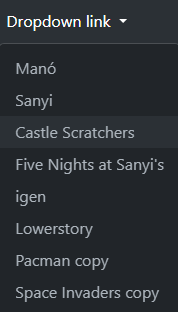 Dropdown link
Manó
Sanyi
Castle Scratchers
Five Nights at Sanyi's
igen
Lowerstory
Pacman copy
Space Invaders copy